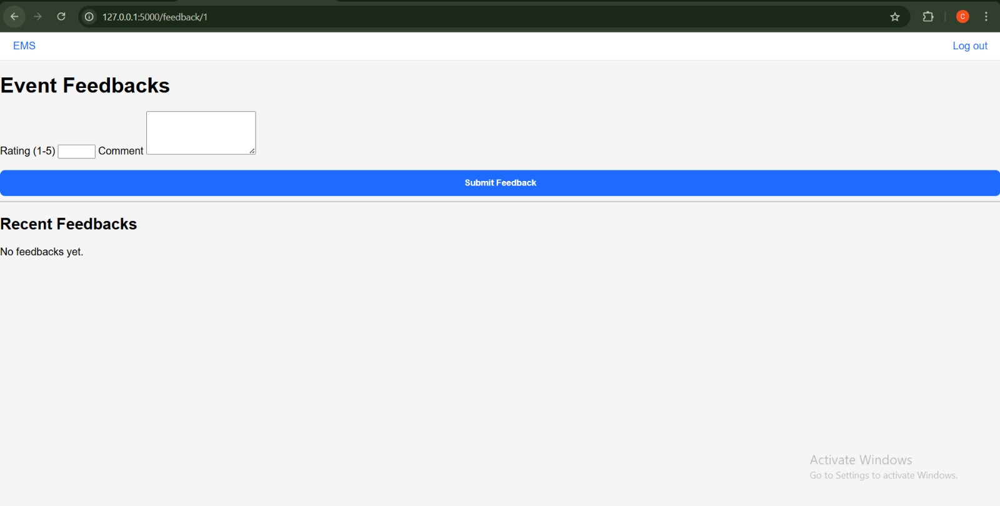 127.0.0.1:5000/feedback/1
C
EMS
Log out
Event Feedbacks
Rating (1-5) Comment
Submit Feedback
Recent Feedbacks
No feedbacks yet.
Activate Windows
Go to Settings to activate Windows.